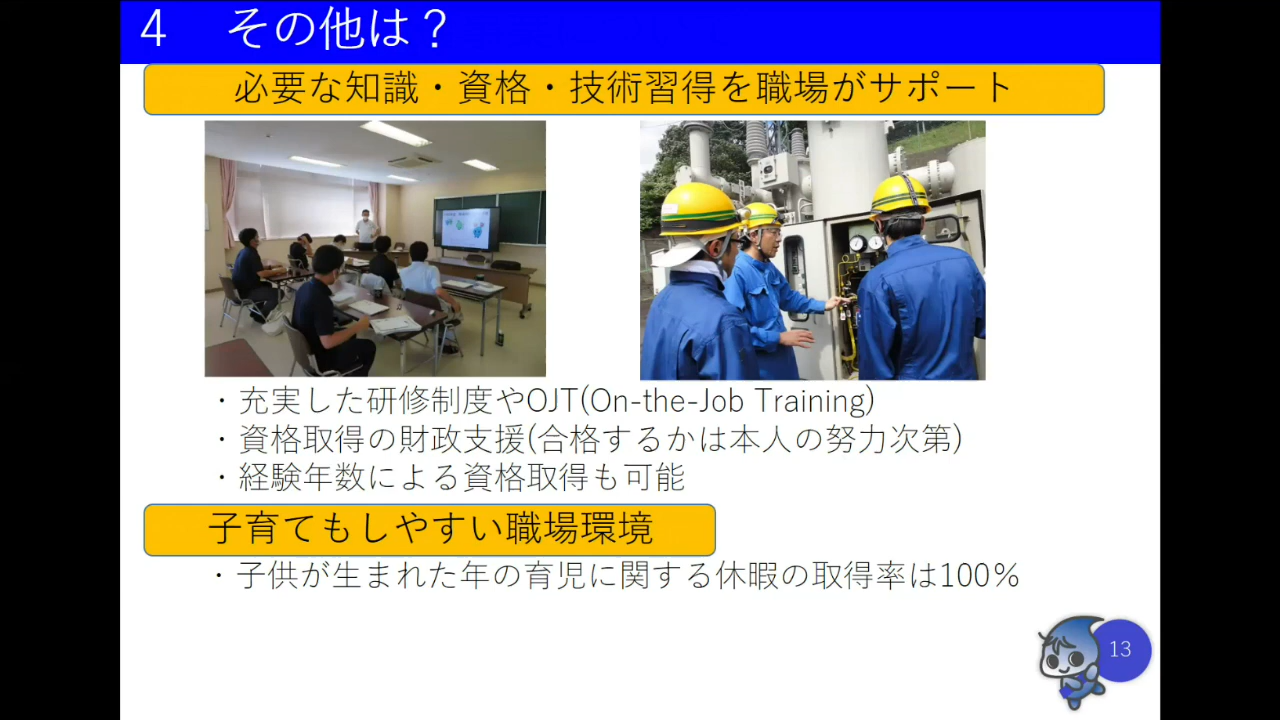 4 その他は？
必要な知識・資格・技術習得を職場がサポート
・充実した研修制度やOJT(On-the-Job Training)
・資格取得の財政支援(合格するかは本人の努力次第)
・経験年数による資格取得も可能
子育てもしやすい職場環境
・子供が生まれた年の育児に関する休暇の取得率は100％
13